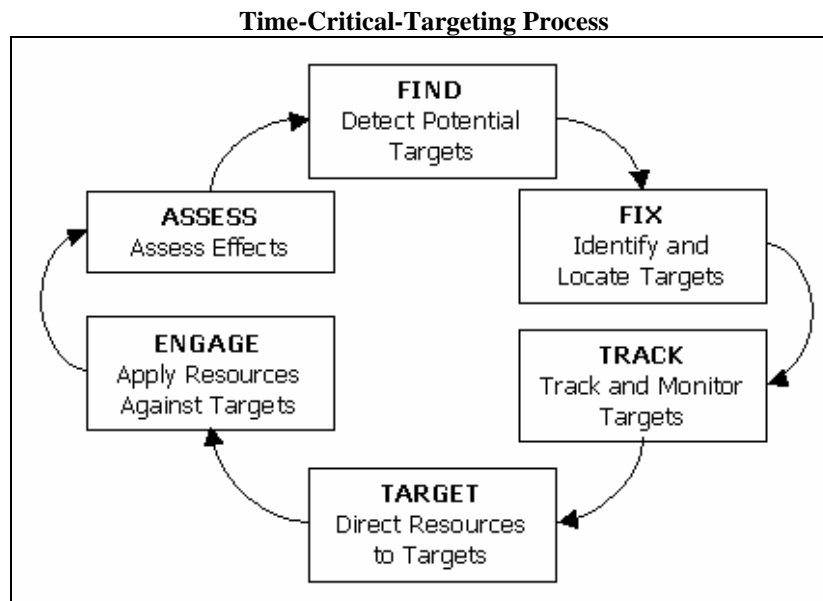 Time-Critical-Targeting Process
FIND
Detect Potential
Targets
FIX
Identify and
Locate Targets
TRACK
Track and Monitor
Targets
TARGET
Direct Resources
to Targets
ENGAGE
Apply Resources
Against Targets
ASSESS
Assess Effects